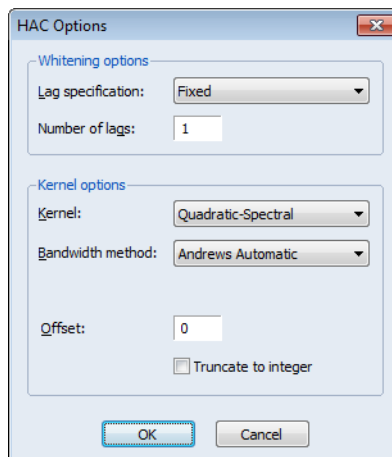 HAC Options
Whitening options
Lag specification: Fixed
Number of lags: 1
Kernel options
Kernel: Quadratic-Spectral
Bandwidth method: Andrews Automatic
Offset: 0
Truncate to integer
OK Cancel